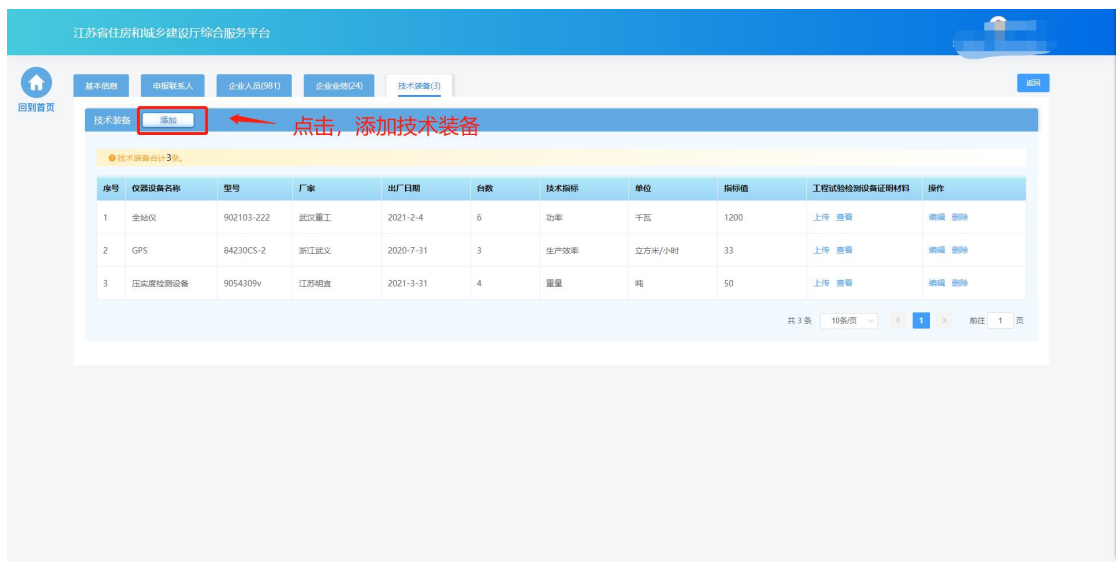 江苏省住房和城乡建设厅综合服务平台
回到首页
基本信息 申报联系人 企业人员(981) 企业业绩(24) 技术装备(3) 返回
技术装备 添加 点击，添加技术装备
技术装备合计3条。
序号 仪器设备名称 型号 厂家 出厂日期 台数 技术指标 单位 指标值 工程试验检测设备证明材料 操作
1 全站仪 902103-222 武汉重工 2021-2-4 6 功率 千瓦 1200 上传 查看 编辑 删除
2 GPS 84230CS-2 浙江武义 2020-7-31 3 生产效率 立方米/小时 33 上传 查看 编辑 删除
3 压实度检测设备 9054309v 江苏明宜 2021-3-31 4 重量 吨 50 上传 查看 编辑 删除
共 3 条 10条/页 < 1 > 前往 1 页